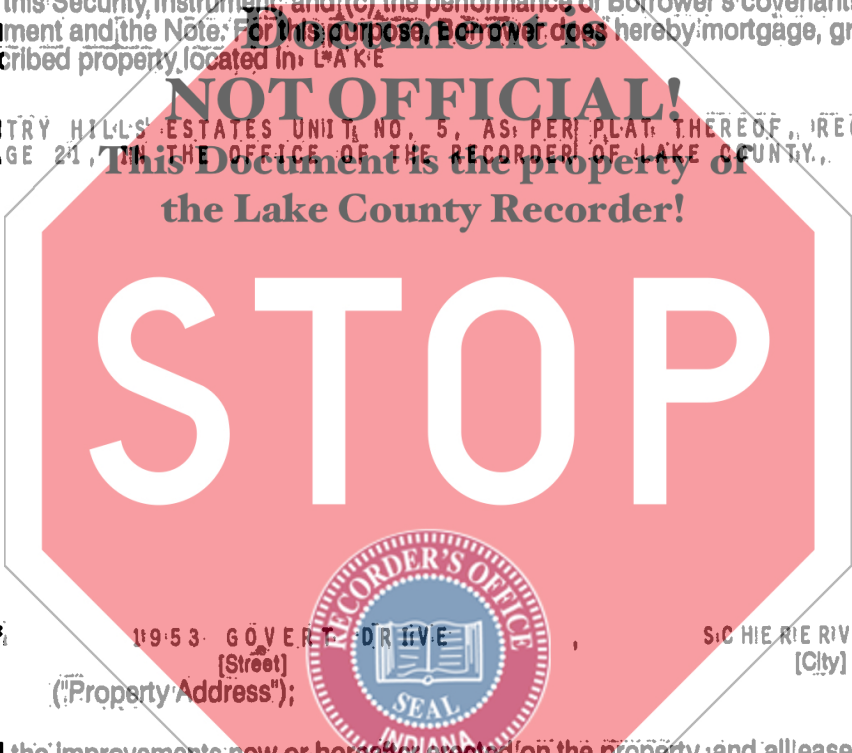 this Security Instrum and (c) the performance of Borrower's covenant
ment and the Note. For this purpose, Borrower does hereby mortgage, gr
Document is
cribed property located in LAKE
NOT OFFICIAL!
TRY HILLS ESTATES UNIT NO. 5, AS PER PLAT THEREOF, REC
GE 21, IN THE OFFICE OF THE RECORDER OF LAKE COUNTY,
This Document is the property of
the Lake County Recorder!
STOP
RECORDER'S OFFICE
1953 GOVERT DRIVE , SCHERERIV
[Street] [City]
("Property Address");
SEAL
INDIANA
the improvements now or hereafter erected on the property and all ease